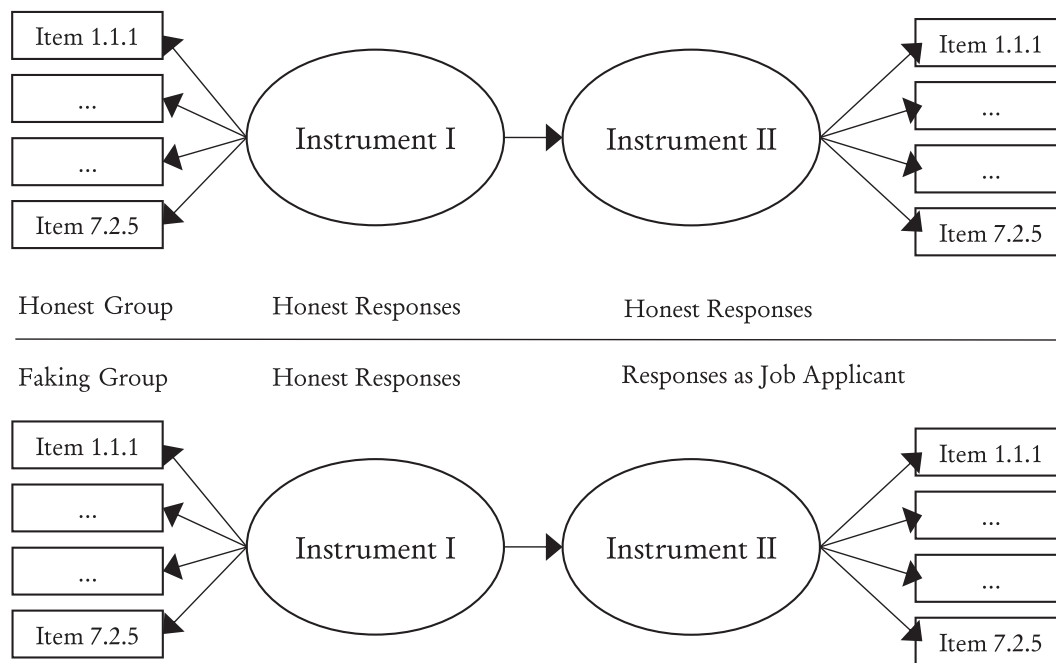 Item 1.1.1
...
...
Item 7.2.5
Instrument I
Instrument II
Item 1.1.1
...
...
Item 7.2.5
Honest Group
Honest Responses
Honest Responses
Faking Group
Honest Responses
Responses as Job Applicant
Item 1.1.1
...
...
Item 7.2.5
Instrument I
Instrument II
Item 1.1.1
...
...
Item 7.2.5